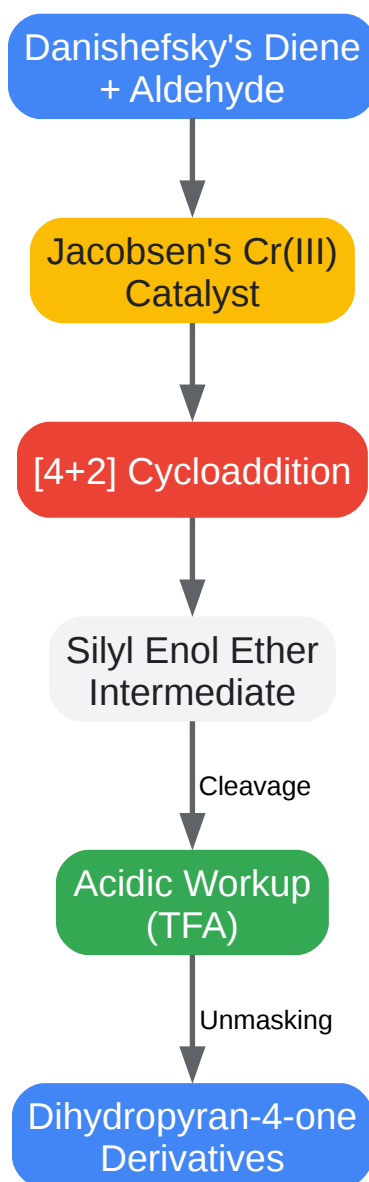 Danishefsky's Diene
+ Aldehyde
Jacobsen's Cr(III)
Catalyst
[4+2] Cycloaddition
Silyl Enol Ether
Intermediate
Cleavage
Acidic Workup
(TFA)
Unmasking
Dihydropyran-4-one
Derivatives